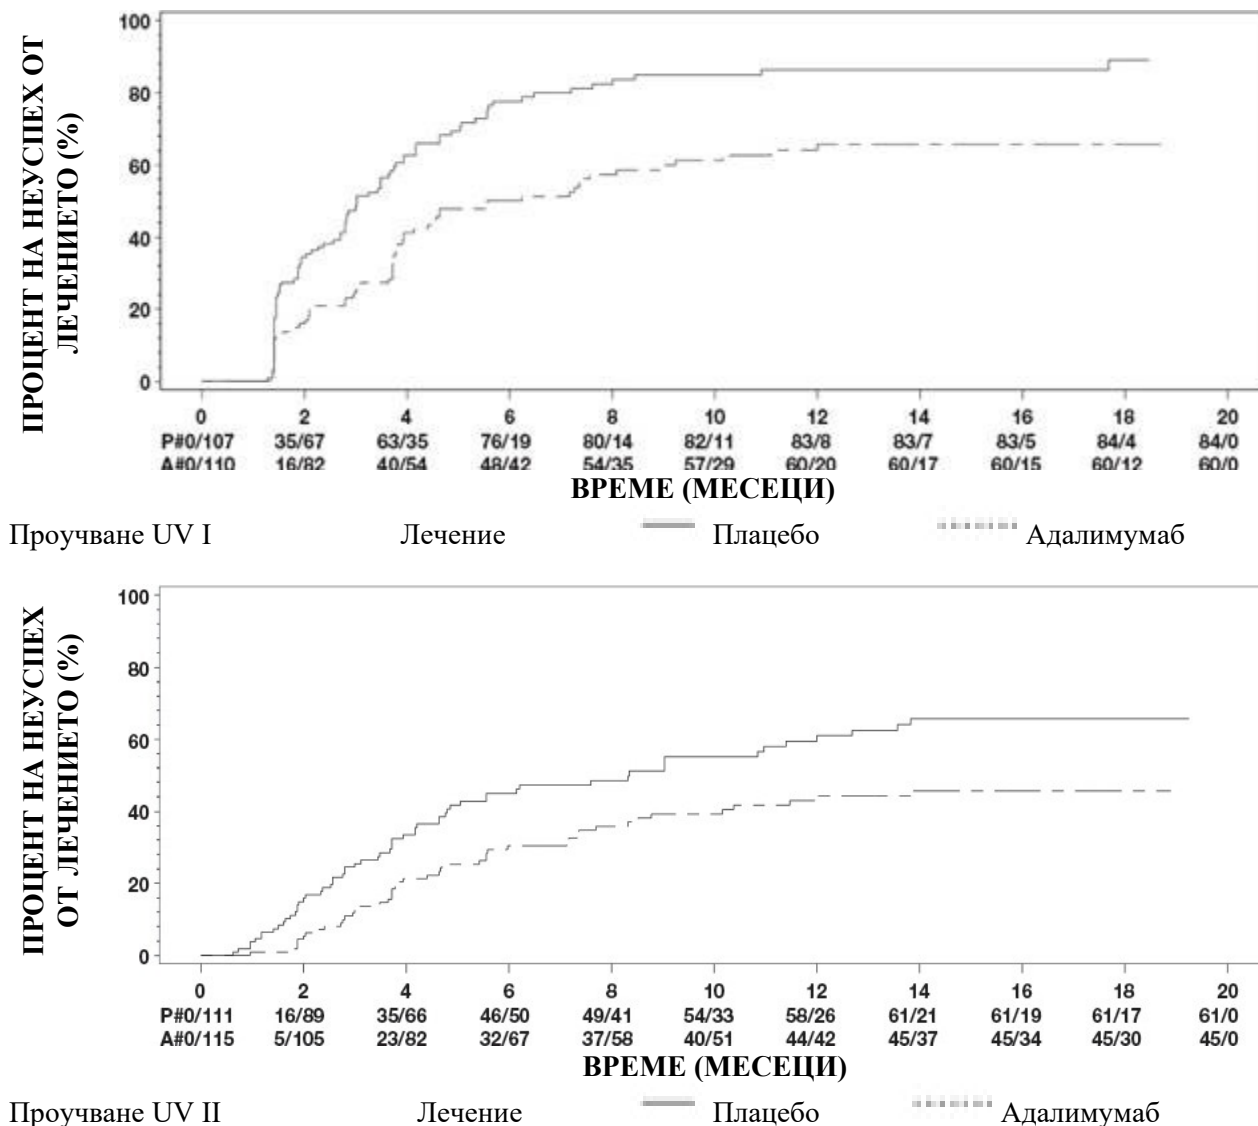 ПРОЦЕНТ НА НЕУСПЕХ ОТ
ЛЕЧЕНИЕТО (%)
100
80
60
40
20
0
0 2 4 6 8 10 12 14 16 18 20
P#0/107 35/67 63/35 76/19 80/14 82/11 83/8 83/7 83/5 84/4 84/0
A#0/110 16/82 40/54 48/42 54/35 57/29 60/20 60/17 60/15 60/12 60/0
ВРЕМЕ (МЕСЕЦИ)
Проучване UV I Лечение Плацебо Адалимумаб
ПРОЦЕНТ НА НЕУСПЕХ
ОТ ЛЕЧЕНИЕТО (%)
100
80
60
40
20
0
0 2 4 6 8 10 12 14 16 18 20
P#0/111 16/89 35/66 46/50 49/41 54/33 58/26 61/21 61/19 61/17 61/0
A#0/115 5/105 23/82 32/67 37/58 40/51 44/42 45/37 45/34 45/30 45/0
ВРЕМЕ (МЕСЕЦИ)
Проучване UV II Лечение Плацебо Адалимумаб